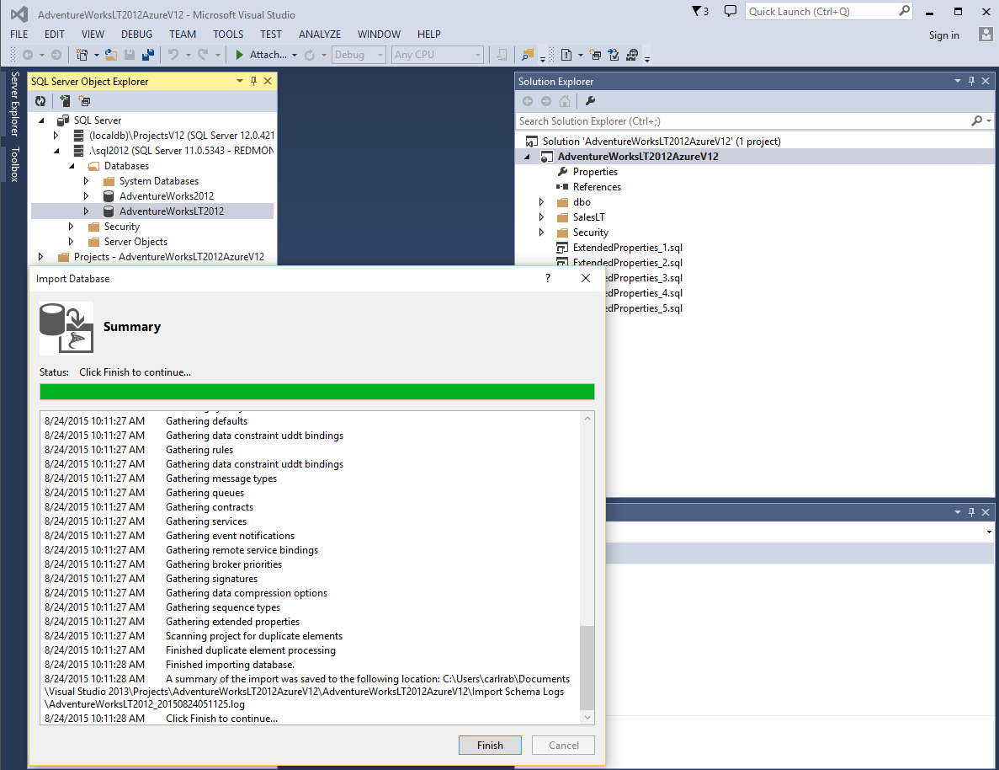 AdventureWorksLT2012AzureV12 - Microsoft Visual Studio
3
Quick Launch (Ctrl+Q)
FILE EDIT VIEW DEBUG TEAM TOOLS TEST ANALYZE WINDOW HELP
Sign in
Attach...
Debug
Any CPU
Server Explorer
Toolbox
SQL Server Object Explorer
SQL Server
(localdb)\ProjectsV12 (SQL Server 12.0.421
.\sql2012 (SQL Server 11.0.5343 - REDMON
Databases
System Databases
AdventureWorks2012
AdventureWorksLT2012
Security
Server Objects
Projects - AdventureWorksLT2012AzureV12
Solution Explorer
Search Solution Explorer (Ctrl+;)
Solution 'AdventureWorksLT2012AzureV12' (1 project)
AdventureWorksLT2012AzureV12
Properties
References
dbo
SalesLT
Security
ExtendedProperties_1.sql
ExtendedProperties_2.sql
edProperties_3.sql
edProperties_4.sql
edProperties_5.sql
Import Database
?
Summary
Status: Click Finish to continue...
8/24/2015 10:11:27 AM Gathering defaults
8/24/2015 10:11:27 AM Gathering data constraint uddt bindings
8/24/2015 10:11:27 AM Gathering rules
8/24/2015 10:11:27 AM Gathering data constraint uddt bindings
8/24/2015 10:11:27 AM Gathering message types
8/24/2015 10:11:27 AM Gathering queues
8/24/2015 10:11:27 AM Gathering contracts
8/24/2015 10:11:27 AM Gathering services
8/24/2015 10:11:27 AM Gathering event notifications
8/24/2015 10:11:27 AM Gathering remote service bindings
8/24/2015 10:11:27 AM Gathering broker priorities
8/24/2015 10:11:27 AM Gathering signatures
8/24/2015 10:11:27 AM Gathering data compression options
8/24/2015 10:11:27 AM Gathering sequence types
8/24/2015 10:11:27 AM Gathering extended properties
8/24/2015 10:11:27 AM Scanning project for duplicate elements
8/24/2015 10:11:27 AM Finished duplicate element processing
8/24/2015 10:11:28 AM Finished importing database.
8/24/2015 10:11:28 AM A summary of the import was saved to the following location: C:\Users\carlrab\Documents
\Visual Studio 2013\Projects\AdventureWorksLT2012AzureV12\AdventureWorksLT2012AzureV12\Import Schema Logs
\AdventureWorksLT2012_20150824051125.log
8/24/2015 10:11:28 AM Click Finish to continue...
Finish
Cancel